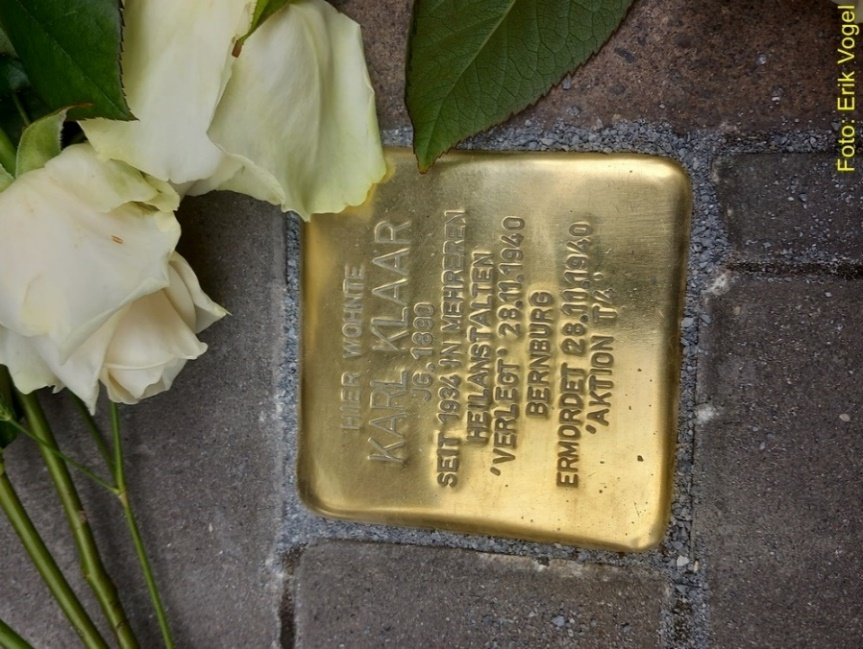 HIER WOHNTE
KARL KLAAR
JG. 1890
SEIT 1934 IN MEHREREN
HEILANSTALTEN
'VERLEGT' 28.11.1940
BERNBURG
ERMORDET 28.11.1940
'AKTION T4'
Foto: Erik Vogel